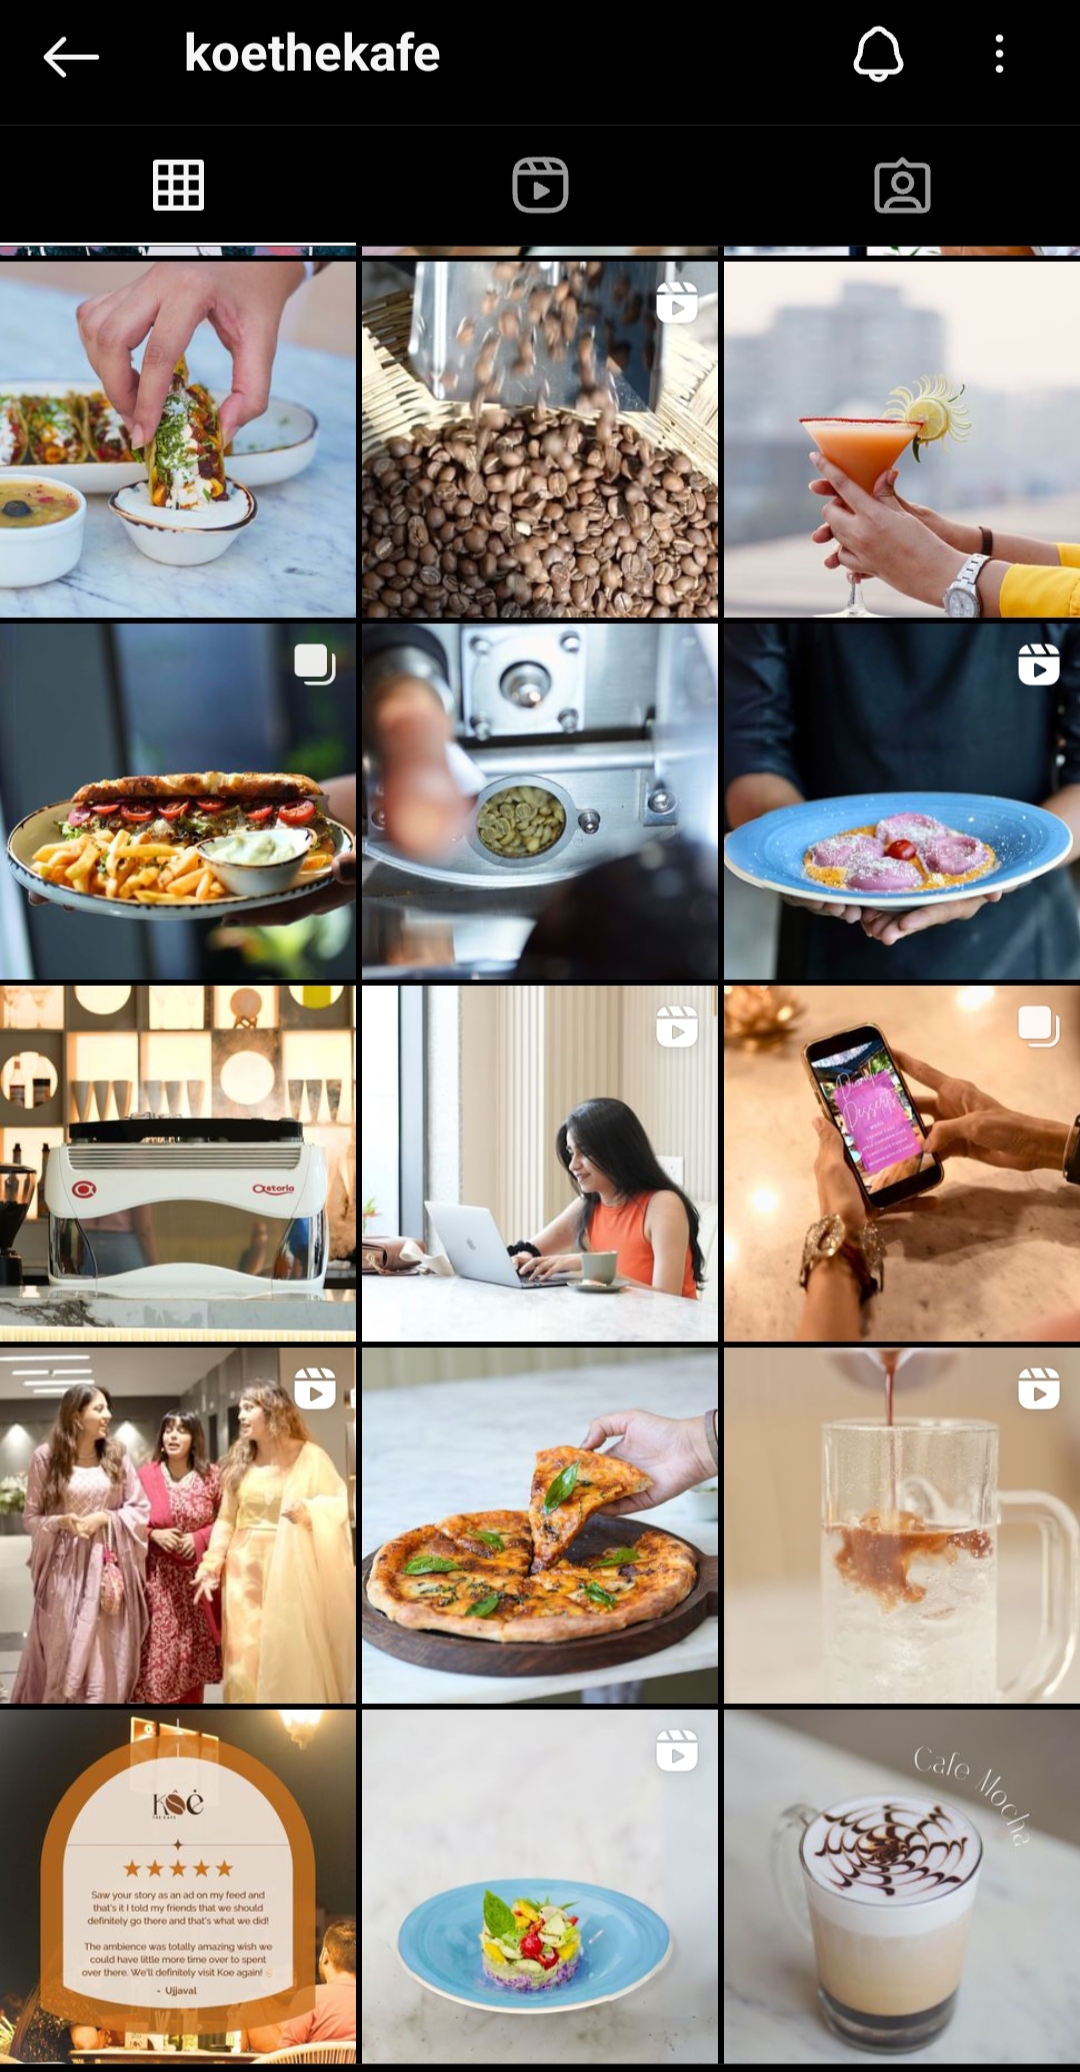 koethekafe
Astoria
Desserts
KOĖ
THE KAFE
Saw your story as an ad on my feed and
that's it I told my friends that we should
definitely go there and that's what we did!
The ambience was totally amazing wish we
could have little more time over to spent
over there. We'll definitely visit Koe again!
- Ujjaval
Cafe Mocha